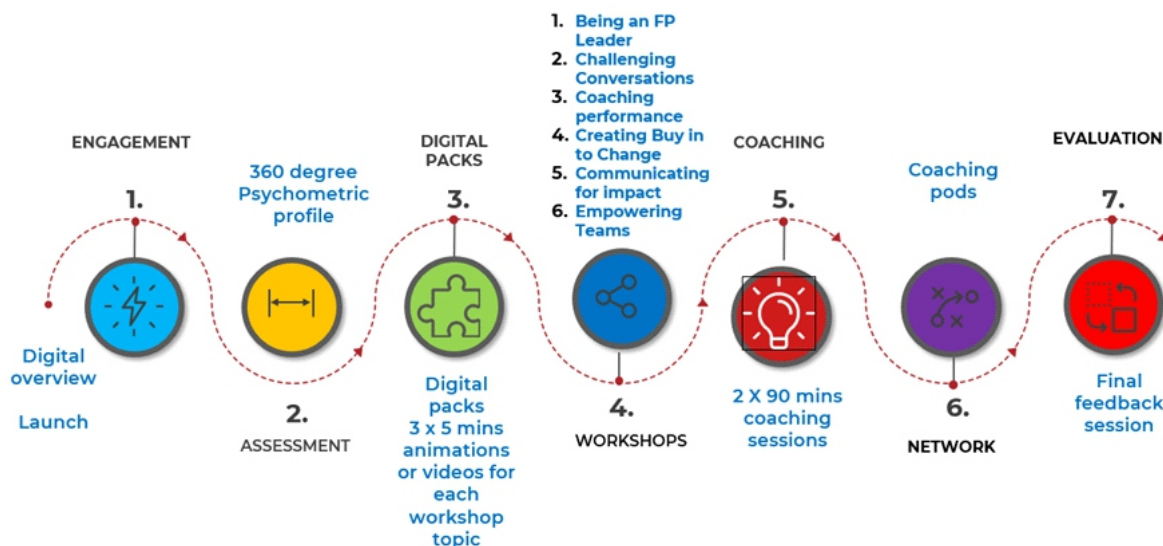 ENGAGEMENT
1.
Digital
overview
Launch
360 degree
Psychometric
profile
2.
ASSESSMENT
DIGITAL
PACKS
3.
Digital
packs
3 x 5 mins
animations
or videos for
each
workshop
topic
1. Being an FP
Leader
2. Challenging
Conversations
3. Coaching
performance
4. Creating Buy in
to Change
5. Communicating
for impact
6. Empowering
Teams
4.
WORKSHOPS
COACHING
5.
2 X 90 mins
coaching
sessions
Coaching
pods
6.
NETWORK
EVALUATION
7.
Final
feedback
session